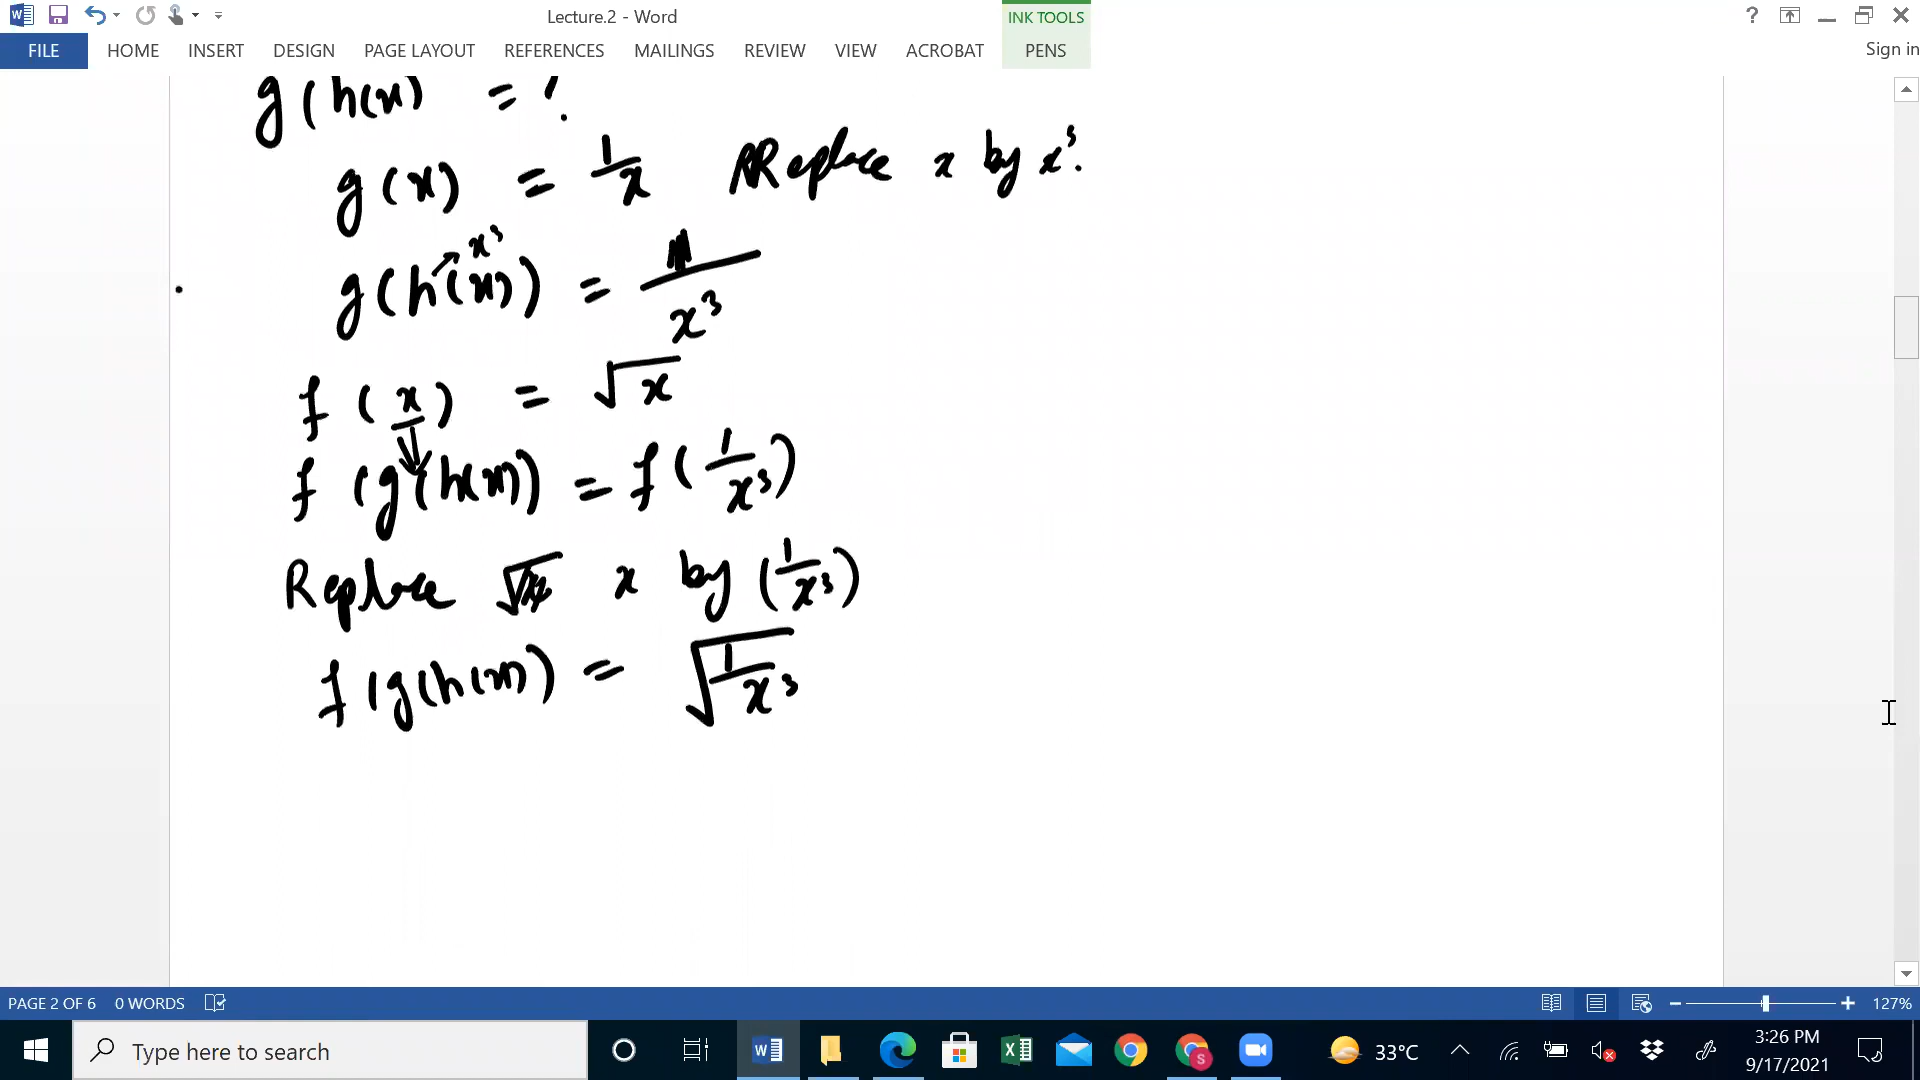 Lecture.2 - Word
INK TOOLS
?
FILE HOME INSERT DESIGN PAGE LAYOUT REFERENCES MAILINGS REVIEW VIEW ACROBAT PENS
Sign in
g(h(x) = ?
g(x) = 1/x Replace x by x³.
x³
g(h(x)) = 1/x³
f(x) = √x
f(g(h(x)) = f(1/x³)
Replace x by (1/x³)
f(g(h(x)) = √(1/x³)
PAGE 2 OF 6 0 WORDS 127%
Type here to search
33°C
3:26 PM
9/17/2021